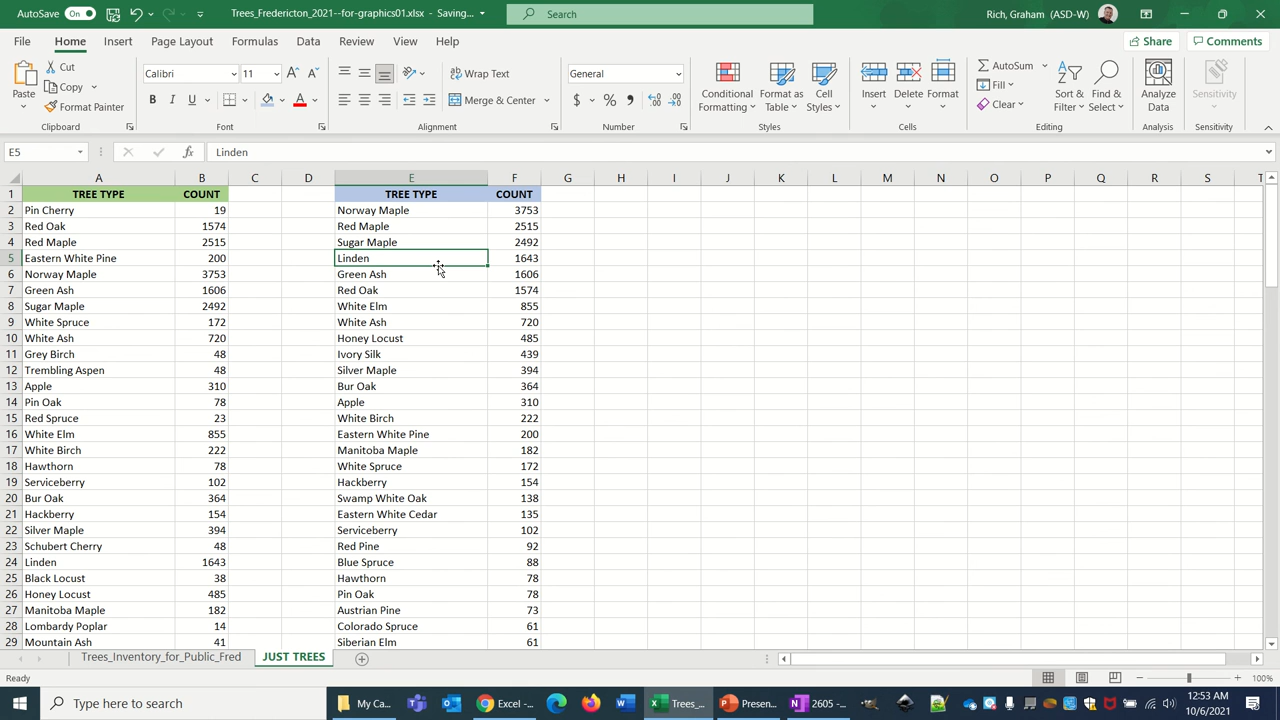 AutoSave On Trees_Fredericton_2021--for-graphics01.xlsx - Saving... Search Rich, Graham (ASD-W)
File Home Insert Draw Page Layout Formulas Data Review View Help Share Comments
Paste Cut Copy Format Painter Clipboard
Calibri 11 B I U Font
Wrap Text Merge & Center Alignment
General $ % Number
Conditional Formatting Format as Table Cell Styles Styles
Insert Delete Format Cells
AutoSum Fill Clear Sort & Filter Find & Select Editing
Analyze Data Analysis
Sensitivity Sensitivity
E5 fx Linden
A B C D E F G H I J K L M N O P Q R S T
1 TREE TYPE COUNT TREE TYPE COUNT
2 Pin Cherry 19 Norway Maple 3753
3 Red Oak 1574 Red Maple 2515
4 Red Maple 2515 Sugar Maple 2492
5 Eastern White Pine 200 Linden 1643
6 Norway Maple 3753 Green Ash 1606
7 Green Ash 1606 Red Oak 1574
8 Sugar Maple 2492 White Elm 855
9 White Spruce 172 White Ash 720
10 White Ash 720 Honey Locust 485
11 Grey Birch 48 Ivory Silk 439
12 Trembling Aspen 48 Silver Maple 394
13 Apple 310 Bur Oak 364
14 Pin Oak 78 Apple 310
15 Red Spruce 23 White Birch 222
16 White Elm 855 Eastern White Pine 200
17 White Birch 222 Manitoba Maple 182
18 Hawthorn 78 White Spruce 172
19 Serviceberry 102 Hackberry 154
20 Bur Oak 364 Swamp White Oak 138
21 Hackberry 154 Eastern White Cedar 135
22 Silver Maple 394 Serviceberry 102
23 Schubert Cherry 48 Red Pine 92
24 Linden 1643 Blue Spruce 88
25 Black Locust 38 Hawthorn 78
26 Honey Locust 485 Pin Oak 78
27 Manitoba Maple 182 Austrian Pine 73
28 Lombardy Poplar 14 Colorado Spruce 61
29 Mountain Ash 41 Siberian Elm 61
Trees_Inventory_for_Public_Fred JUST TREES
Ready 100%
Type here to search My Ca... Excel -... Trees_... Presen... 2605 -... 12:53 AM
10/6/2021